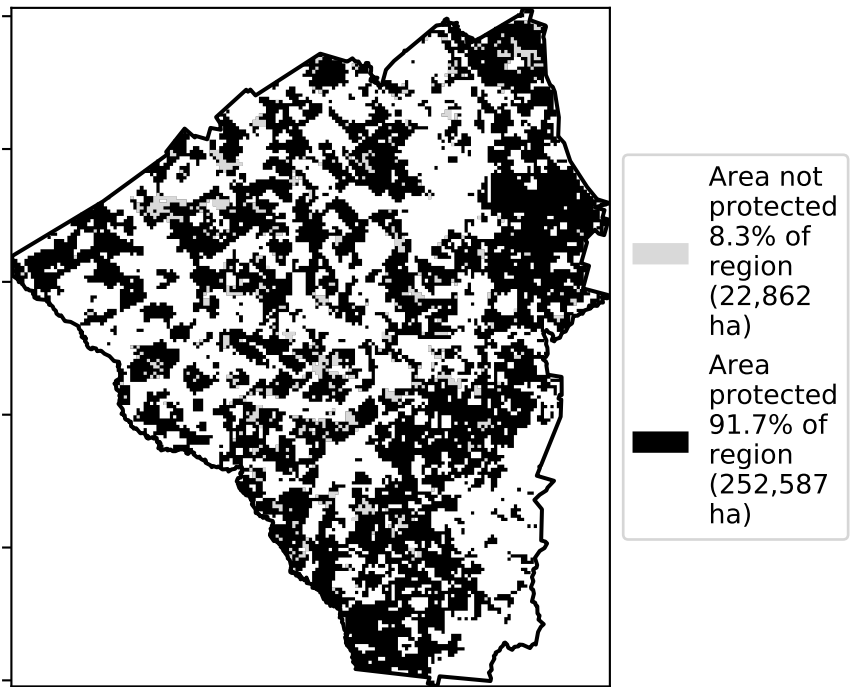 Area not
protected
8.3% of
region
(22,862
ha)
Area
protected
91.7% of
region
(252,587
ha)